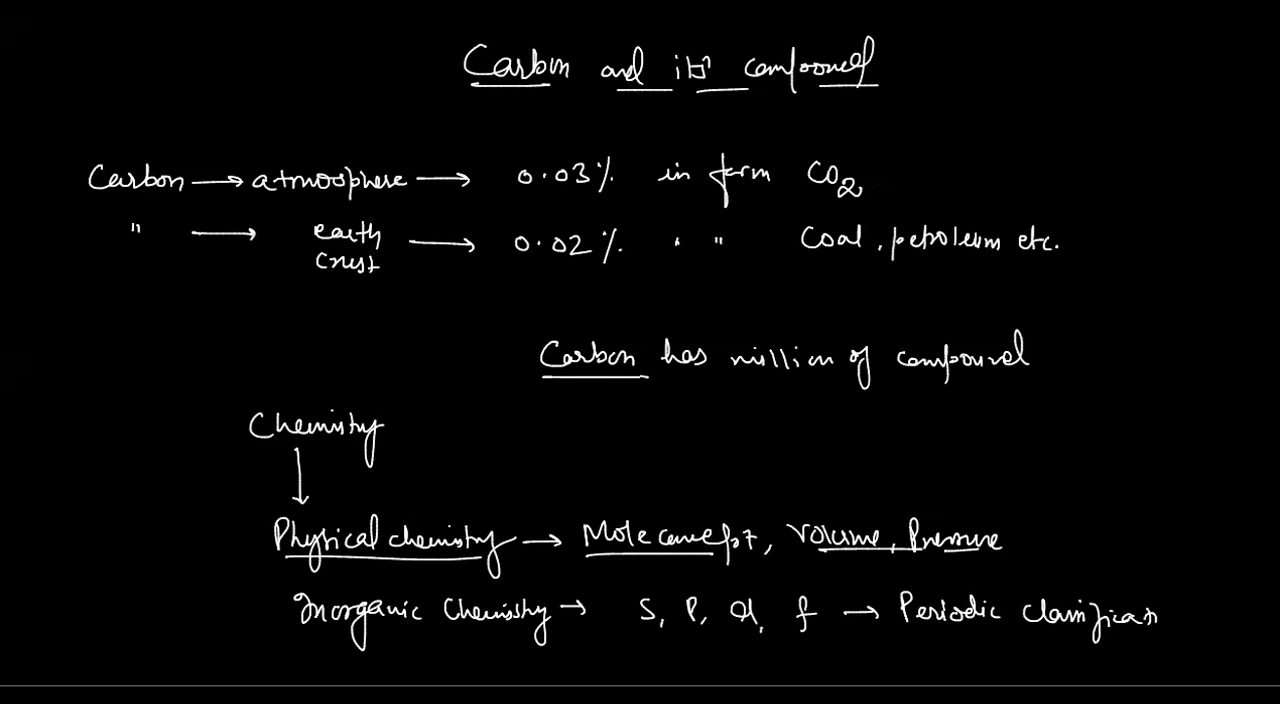 Carbon and its compound
Carbon → atmosphere → 0.03% in form CO2
" → earth crust → 0.02% " " Coal, petroleum etc.
Carbon has million of compound
Chemistry
↓
Physical chemistry → Mole concept, Volume, Pressure
Inorganic Chemistry → S, P, d, f → Periodic Classification